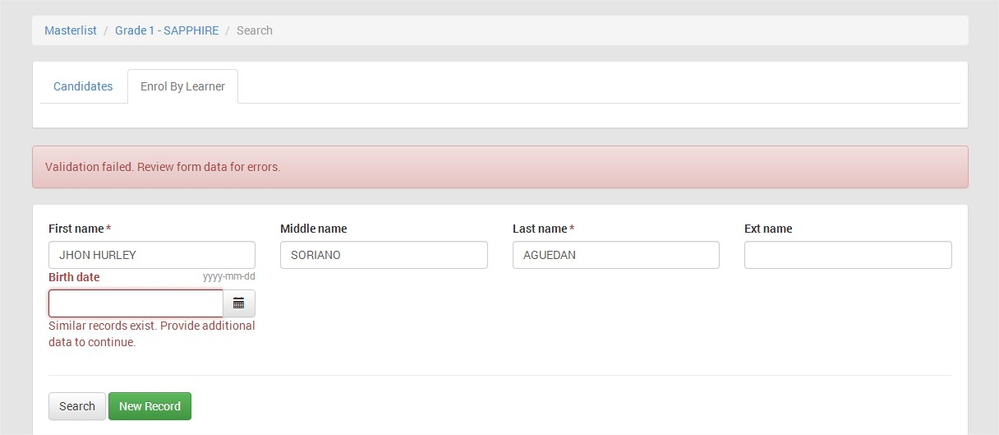 Masterlist / Grade 1 - SAPPHIRE / Search
Candidates Enrol By Learner
Validation failed. Review form data for errors.
First name * Middle name Last name * Ext name
JHON HURLEY SORIANO AGUEDAN
Birth date yyyy-mm-dd
Similar records exist. Provide additional
data to continue.
Search New Record